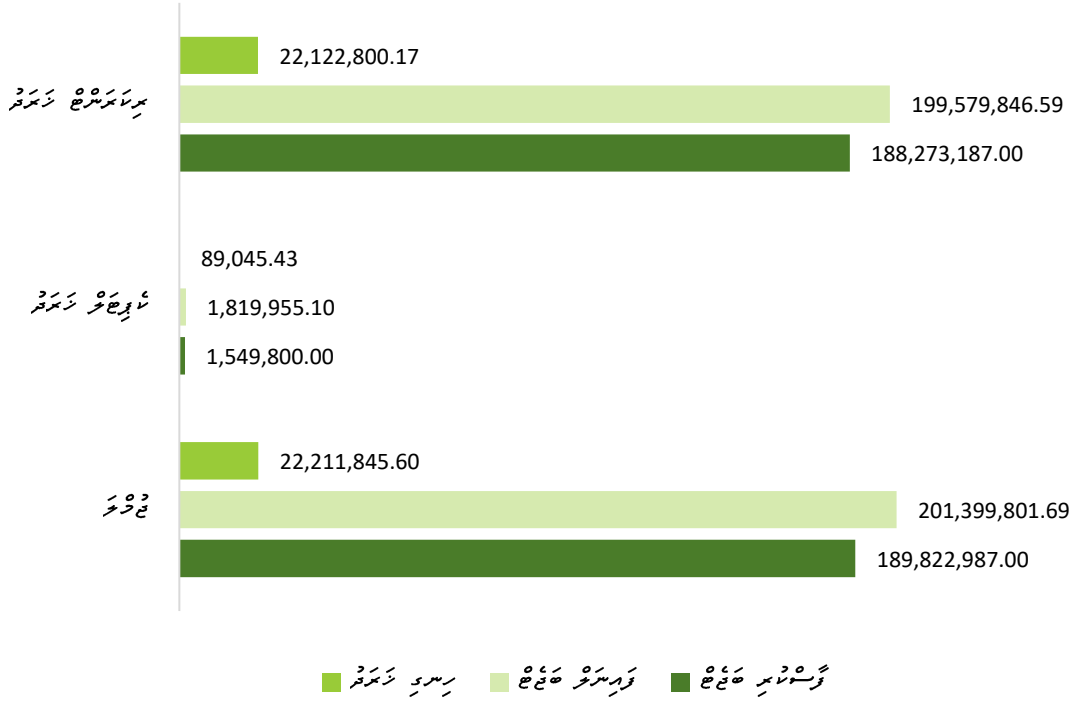 22,122,800.17
ރިކަރަންޓް ޚަރަދު
199,579,846.59
188,273,187.00
89,045.43
ކެޕިޓަލް ޚަރަދު
1,819,955.10
1,549,800.00
22,211,845.60
ޖުމްލަ
201,399,801.69
189,822,987.00
ފާސްކުރި ބަޖެޓް ފައިނަލް ބަޖެޓް ހިނގި ޚަރަދު